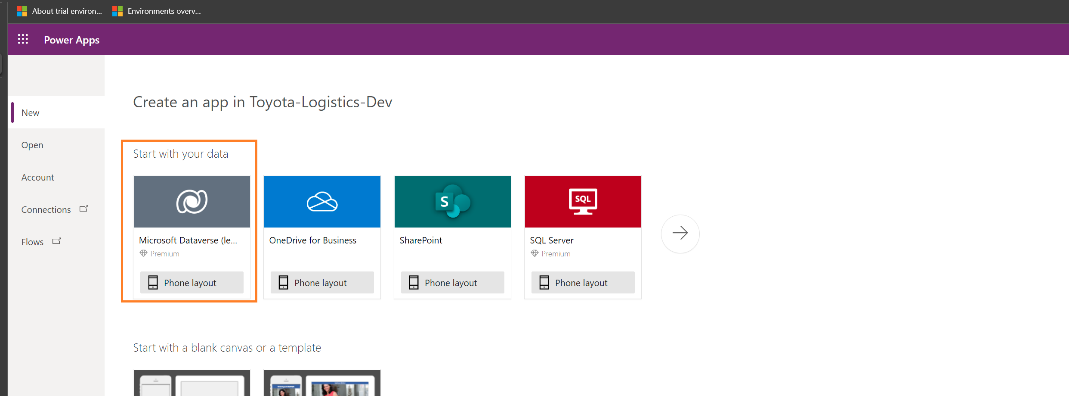 About trial environ... Environments overv...
Power Apps
Create an app in Toyota-Logistics-Dev
New
Open
Account
Connections
Flows
Start with your data
Microsoft Dataverse (le...
Premium
Phone layout
OneDrive for Business
Phone layout
S
SharePoint
Phone layout
SQL
SQL Server
Premium
Phone layout
Start with a blank canvas or a template